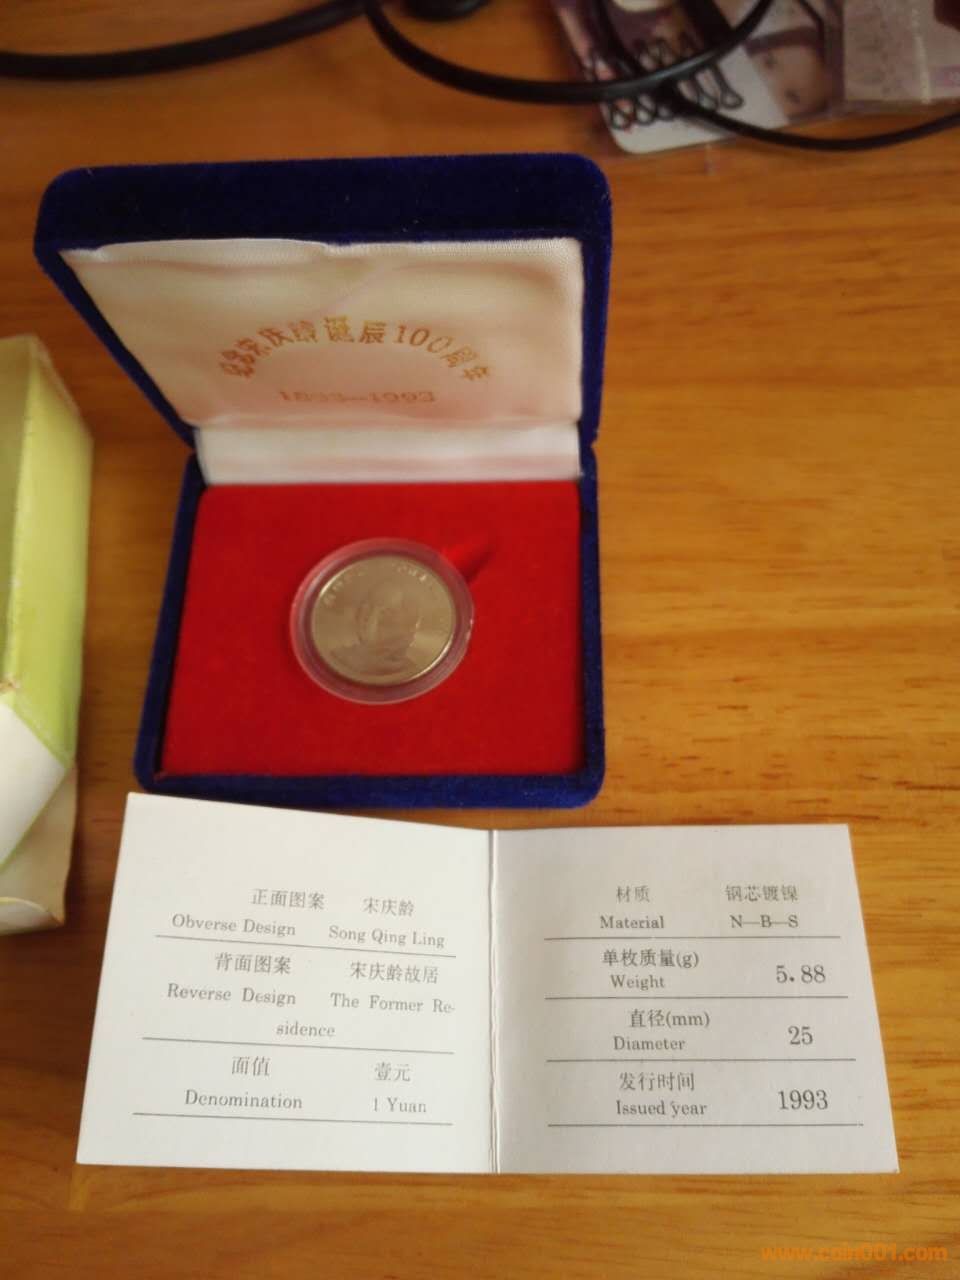 纪念宋庆龄诞辰100周年
1893—1993
正面图案 宋庆龄
Obverse Design Song Qing Ling
背面图案 宋庆龄故居
Reverse Design The Former Re-
sidence
面值 壹元
Denomination 1 Yuan
材质 钢芯镀镍
Material N—B—S
单枚质量(g)
Weight 5.88
直径(mm)
Diameter 25
发行时间
Issued year 1993
www.coin001.com